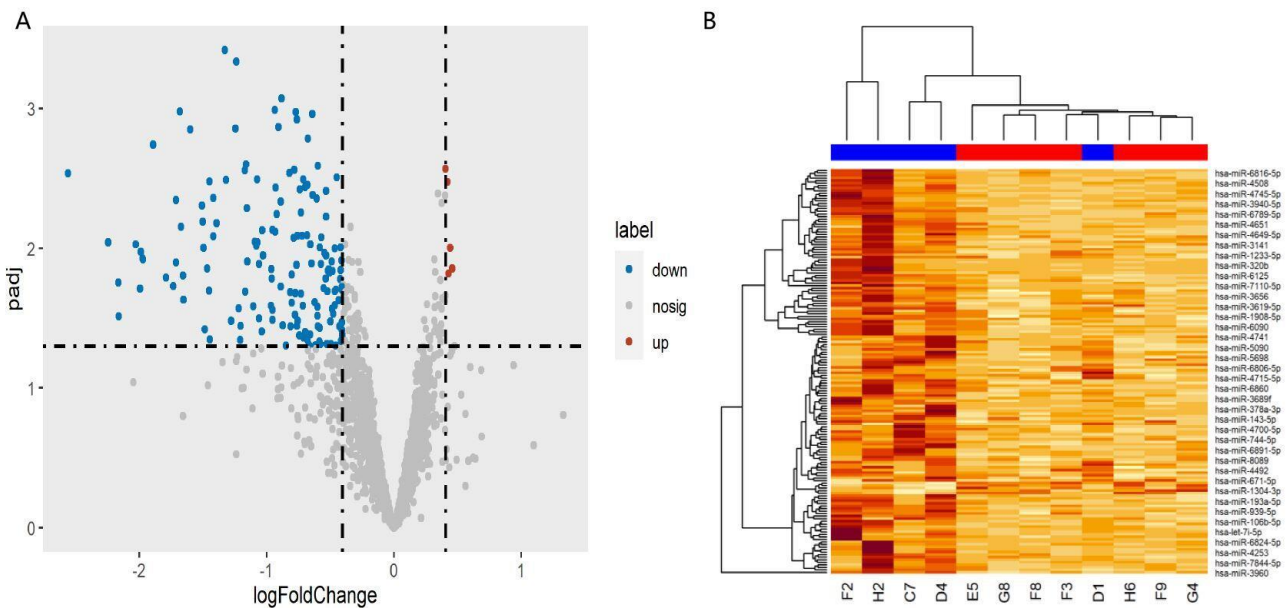 A
padj
3
2
1
0
-2
-1
0
1
logFoldChange
label
down
nosig
up
B
hsa-miR-6816-5p
hsa-miR-4508
hsa-miR-4745-5p
hsa-miR-3940-5p
hsa-miR-6789-5p
hsa-miR-4651
hsa-miR-4649-5p
hsa-miR-3141
hsa-miR-1233-5p
hsa-miR-320b
hsa-miR-6125
hsa-miR-7110-5p
hsa-miR-3656
hsa-miR-3619-5p
hsa-miR-1908-5p
hsa-miR-6090
hsa-miR-4741
hsa-miR-5090
hsa-miR-5698
hsa-miR-6806-5p
hsa-miR-4715-5p
hsa-miR-6860
hsa-miR-3689f
hsa-miR-378a-3p
hsa-miR-143-5p
hsa-miR-4700-5p
hsa-miR-744-5p
hsa-miR-6891-5p
hsa-miR-8089
hsa-miR-4492
hsa-miR-671-5p
hsa-miR-1304-3p
hsa-miR-193a-5p
hsa-miR-939-5p
hsa-miR-106b-5p
hsa-let-7i-5p
hsa-miR-6824-5p
hsa-miR-4253
hsa-miR-7844-5p
hsa-miR-3960
F2
H2
C7
D4
E5
G8
F8
F3
D1
H6
F9
G4